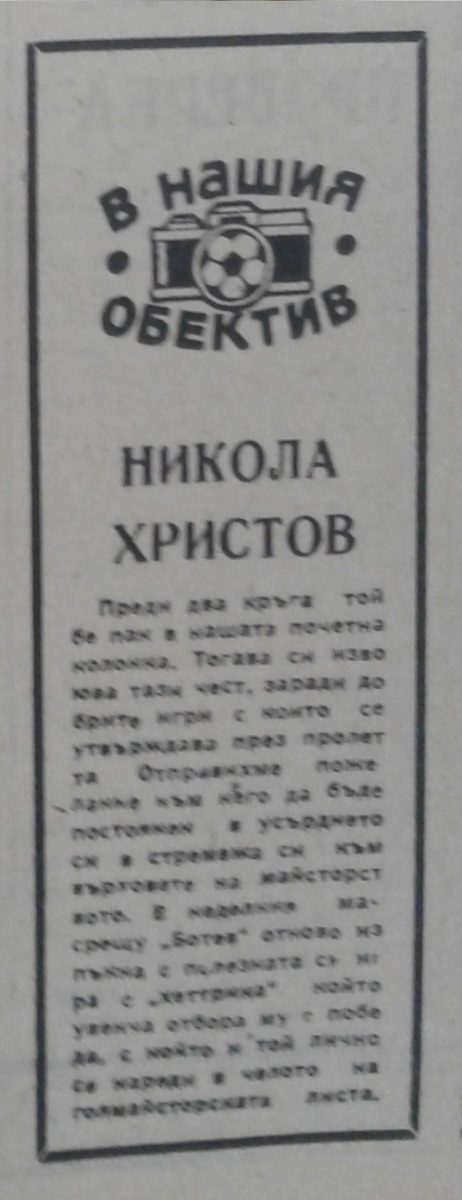 В НАШИЯ
ОБЕКТИВ
НИКОЛА
ХРИСТОВ
Преди два кръга той
бе пак в нашата почетна
колонка. Тогава си изво
юва тази чест, заради до
брите игри с които се
утвърждава през пролет
та Отправихме поже
лание към него да бъде
постоянен в усърдието
си в стремежа си към
върховете на майсторст
вото. В неделния ма-
срещу „Ботев" отново из
пъкна с полезната си иг
ра с „хеттрика" който
увенча отбора му с побе
да, с който и той лично
се нареди в челото на
голмайсторската листа.